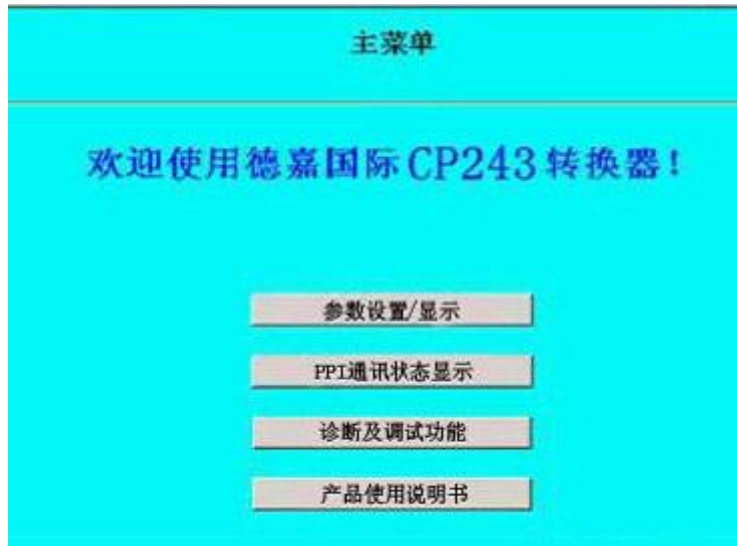 主菜单
欢迎使用德嘉国际CP243转换器!
参数设置/显示
PPI通讯状态显示
诊断及调试功能
产品使用说明书